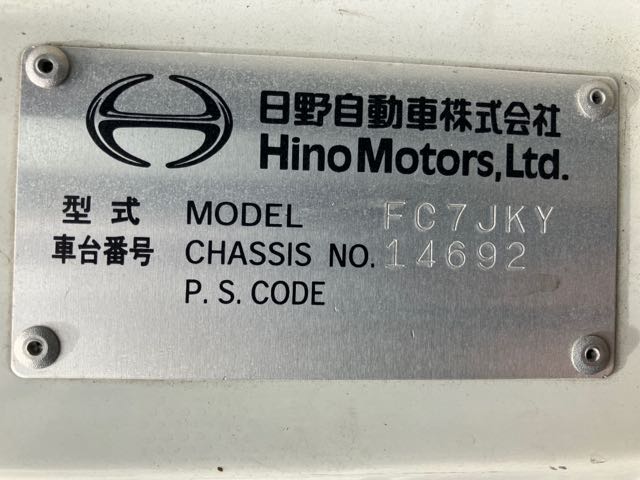 日野自動車株式会社
Hino Motors, Ltd.
型式 MODEL FC7JKY
車台番号 CHASSIS NO. 14692
P. S. CODE